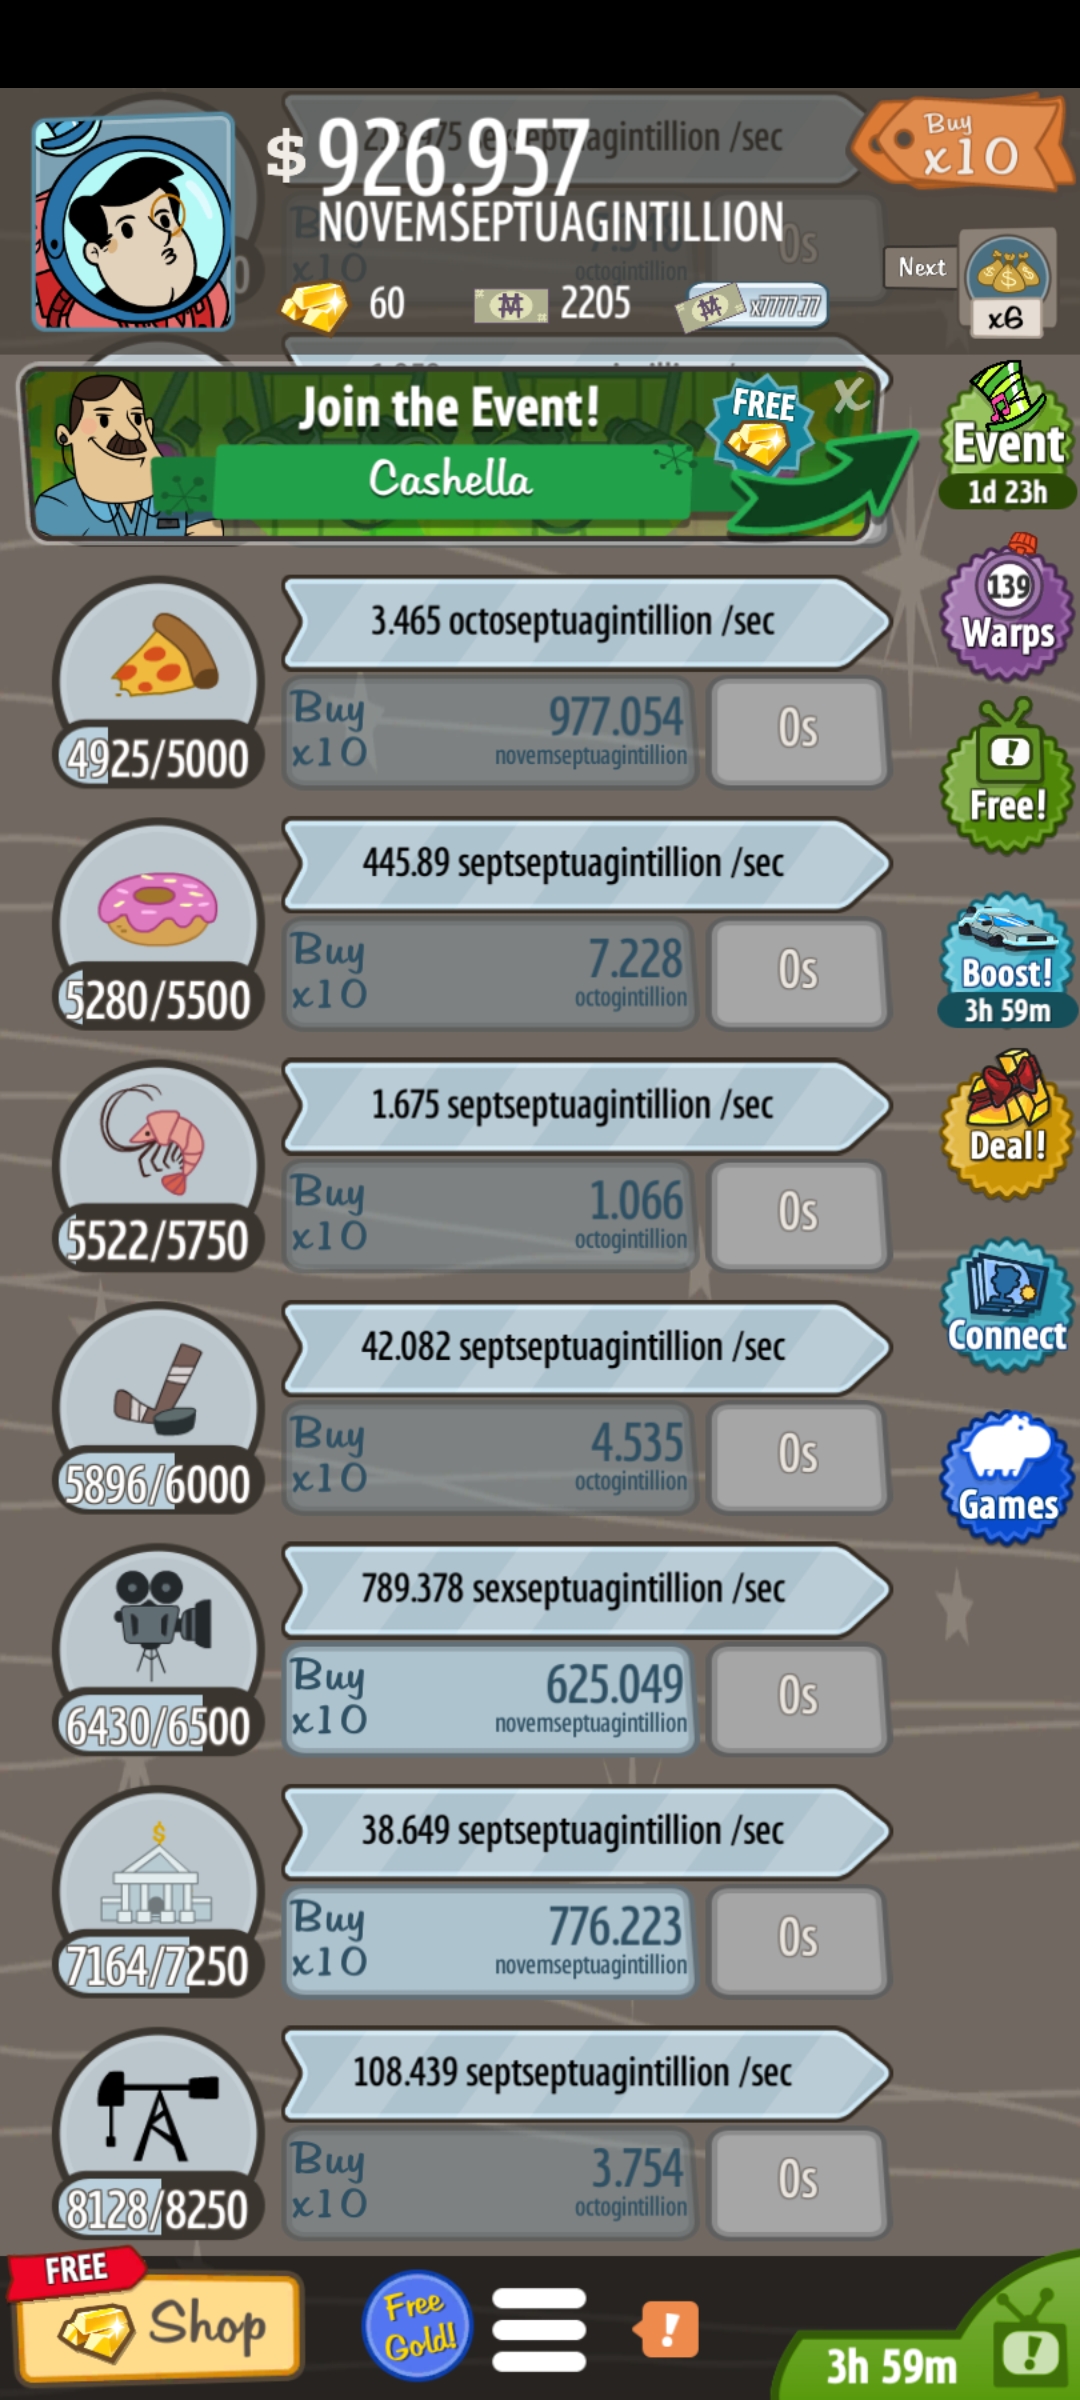 $ 926.957
NOVEMSEPTUAGINTILLION
Buy
x10
60
2205
x7777.77
0s
octogintillion
x10
Next
x6
Join the Event!
FREE
X
Cashella
Event
1d 23h
3.465 octoseptuagintillion /sec
Buy
x10
977.054
novemseptuagintillion
0s
4925/5000
139
Warps
Free!
445.89 septseptuagintillion /sec
Buy
x10
7.228
octogintillion
0s
5280/5500
Boost!
3h 59m
1.675 septseptuagintillion /sec
Buy
x10
1.066
octogintillion
0s
5522/5750
Deal!
42.082 septseptuagintillion /sec
Buy
x10
4.535
octogintillion
0s
5896/6000
Connect
Games
789.378 sexseptuagintillion /sec
Buy
x10
625.049
novemseptuagintillion
0s
6430/6500
$
38.649 septseptuagintillion /sec
Buy
x10
776.223
novemseptuagintillion
0s
7164/7250
108.439 septseptuagintillion /sec
Buy
x10
3.754
octogintillion
0s
8128/8250
FREE
Shop
Free
Gold!
!
3h 59m
!